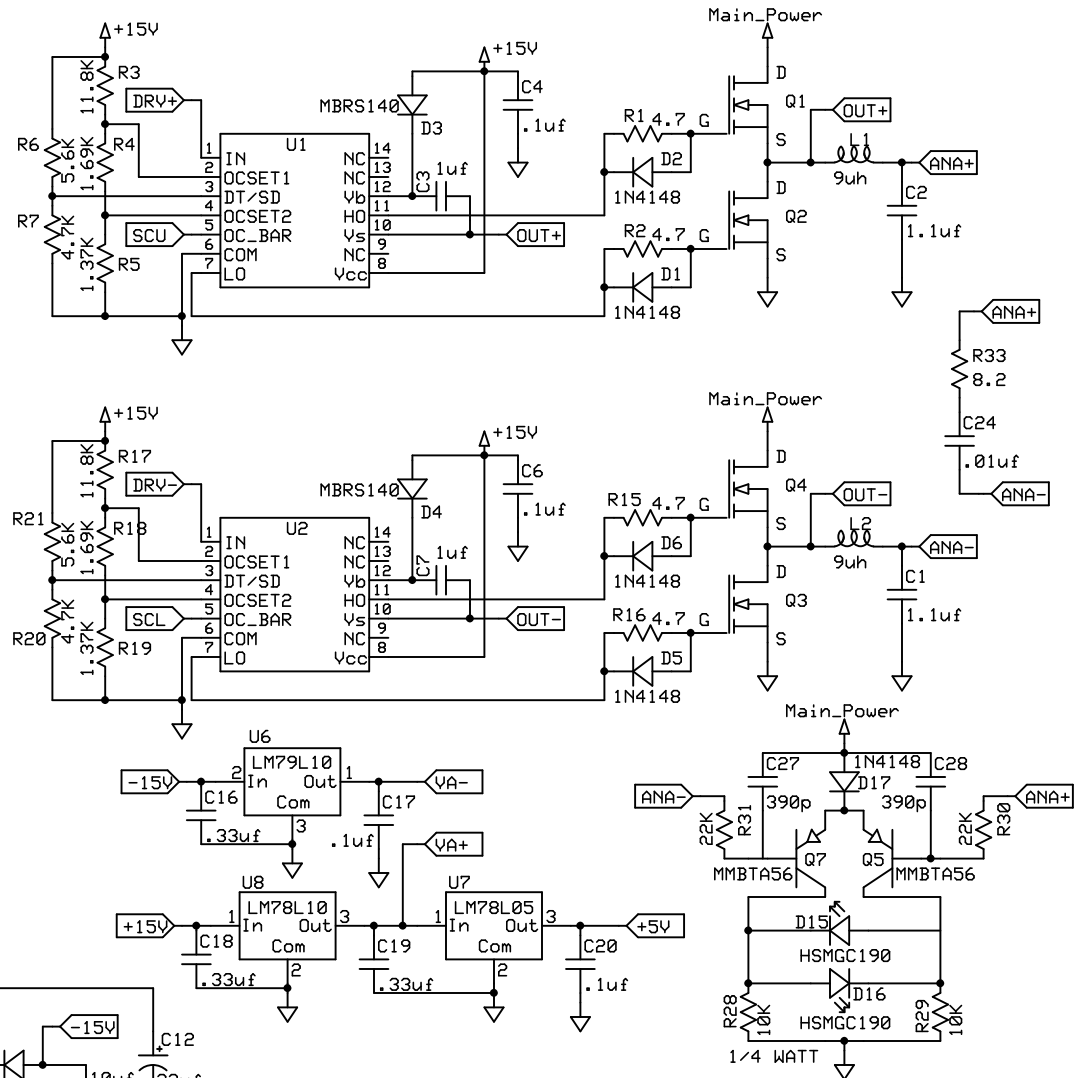 Main_Power
+15V
+15V
11.8K
R3
DRV+
MBRS140
D3
C4
.1uf
D
Q1
OUT+
R1 4.7
G
S
L1
ANA+
9uh
R6
5.6K
1.69K
R4
U1
D2
1N4148
C3
1uf
1 IN
2 OCSET1
3 DT/SD
4 OCSET2
5 OC_BAR
6 COM
7 LO
NC 14
NC 13
Vb 12
HO 11
Vs 10
NC 9
Vcc 8
R7
4.7K
SCU
1.37K
R5
OUT+
R2 4.7
G
D
Q2
S
C2
1.1uf
D1
1N4148
ANA+
R33
8.2
C24
.01uf
ANA-
Main_Power
+15V
+15V
11.8K
R17
DRV-
MBRS140
D4
C6
.1uf
D
Q4
OUT-
R15 4.7
G
S
L2
ANA-
9uh
R21
5.6K
1.69K
R18
U2
D6
1N4148
C7
1uf
1 IN
2 OCSET1
3 DT/SD
4 OCSET2
5 OC_BAR
6 COM
7 LO
NC 14
NC 13
Vb 12
HO 11
Vs 10
NC 9
Vcc 8
R20
4.7K
SCL
1.37K
R19
OUT-
R16 4.7
G
D
Q3
S
C1
1.1uf
D5
1N4148
U6
LM79L10
-15V
2 In Out 1
Com
3
VA-
C16
.33uf
C17
.1uf
VA+
U8
LM78L10
+15V
1 In Out 3
Com
2
C18
.33uf
C19
.33uf
U7
LM78L05
1 In Out 3
Com
2
+5V
C20
.1uf
Main_Power
C27
390p
1N4148
D17
C28
390p
ANA-
22K
R31
ANA+
22K
R30
Q7
MMBTA56
Q5
MMBTA56
D15
HSMGC190
D16
HSMGC190
R28
10K
R29
10K
1/4 WATT
-15V
C12
+
10uf